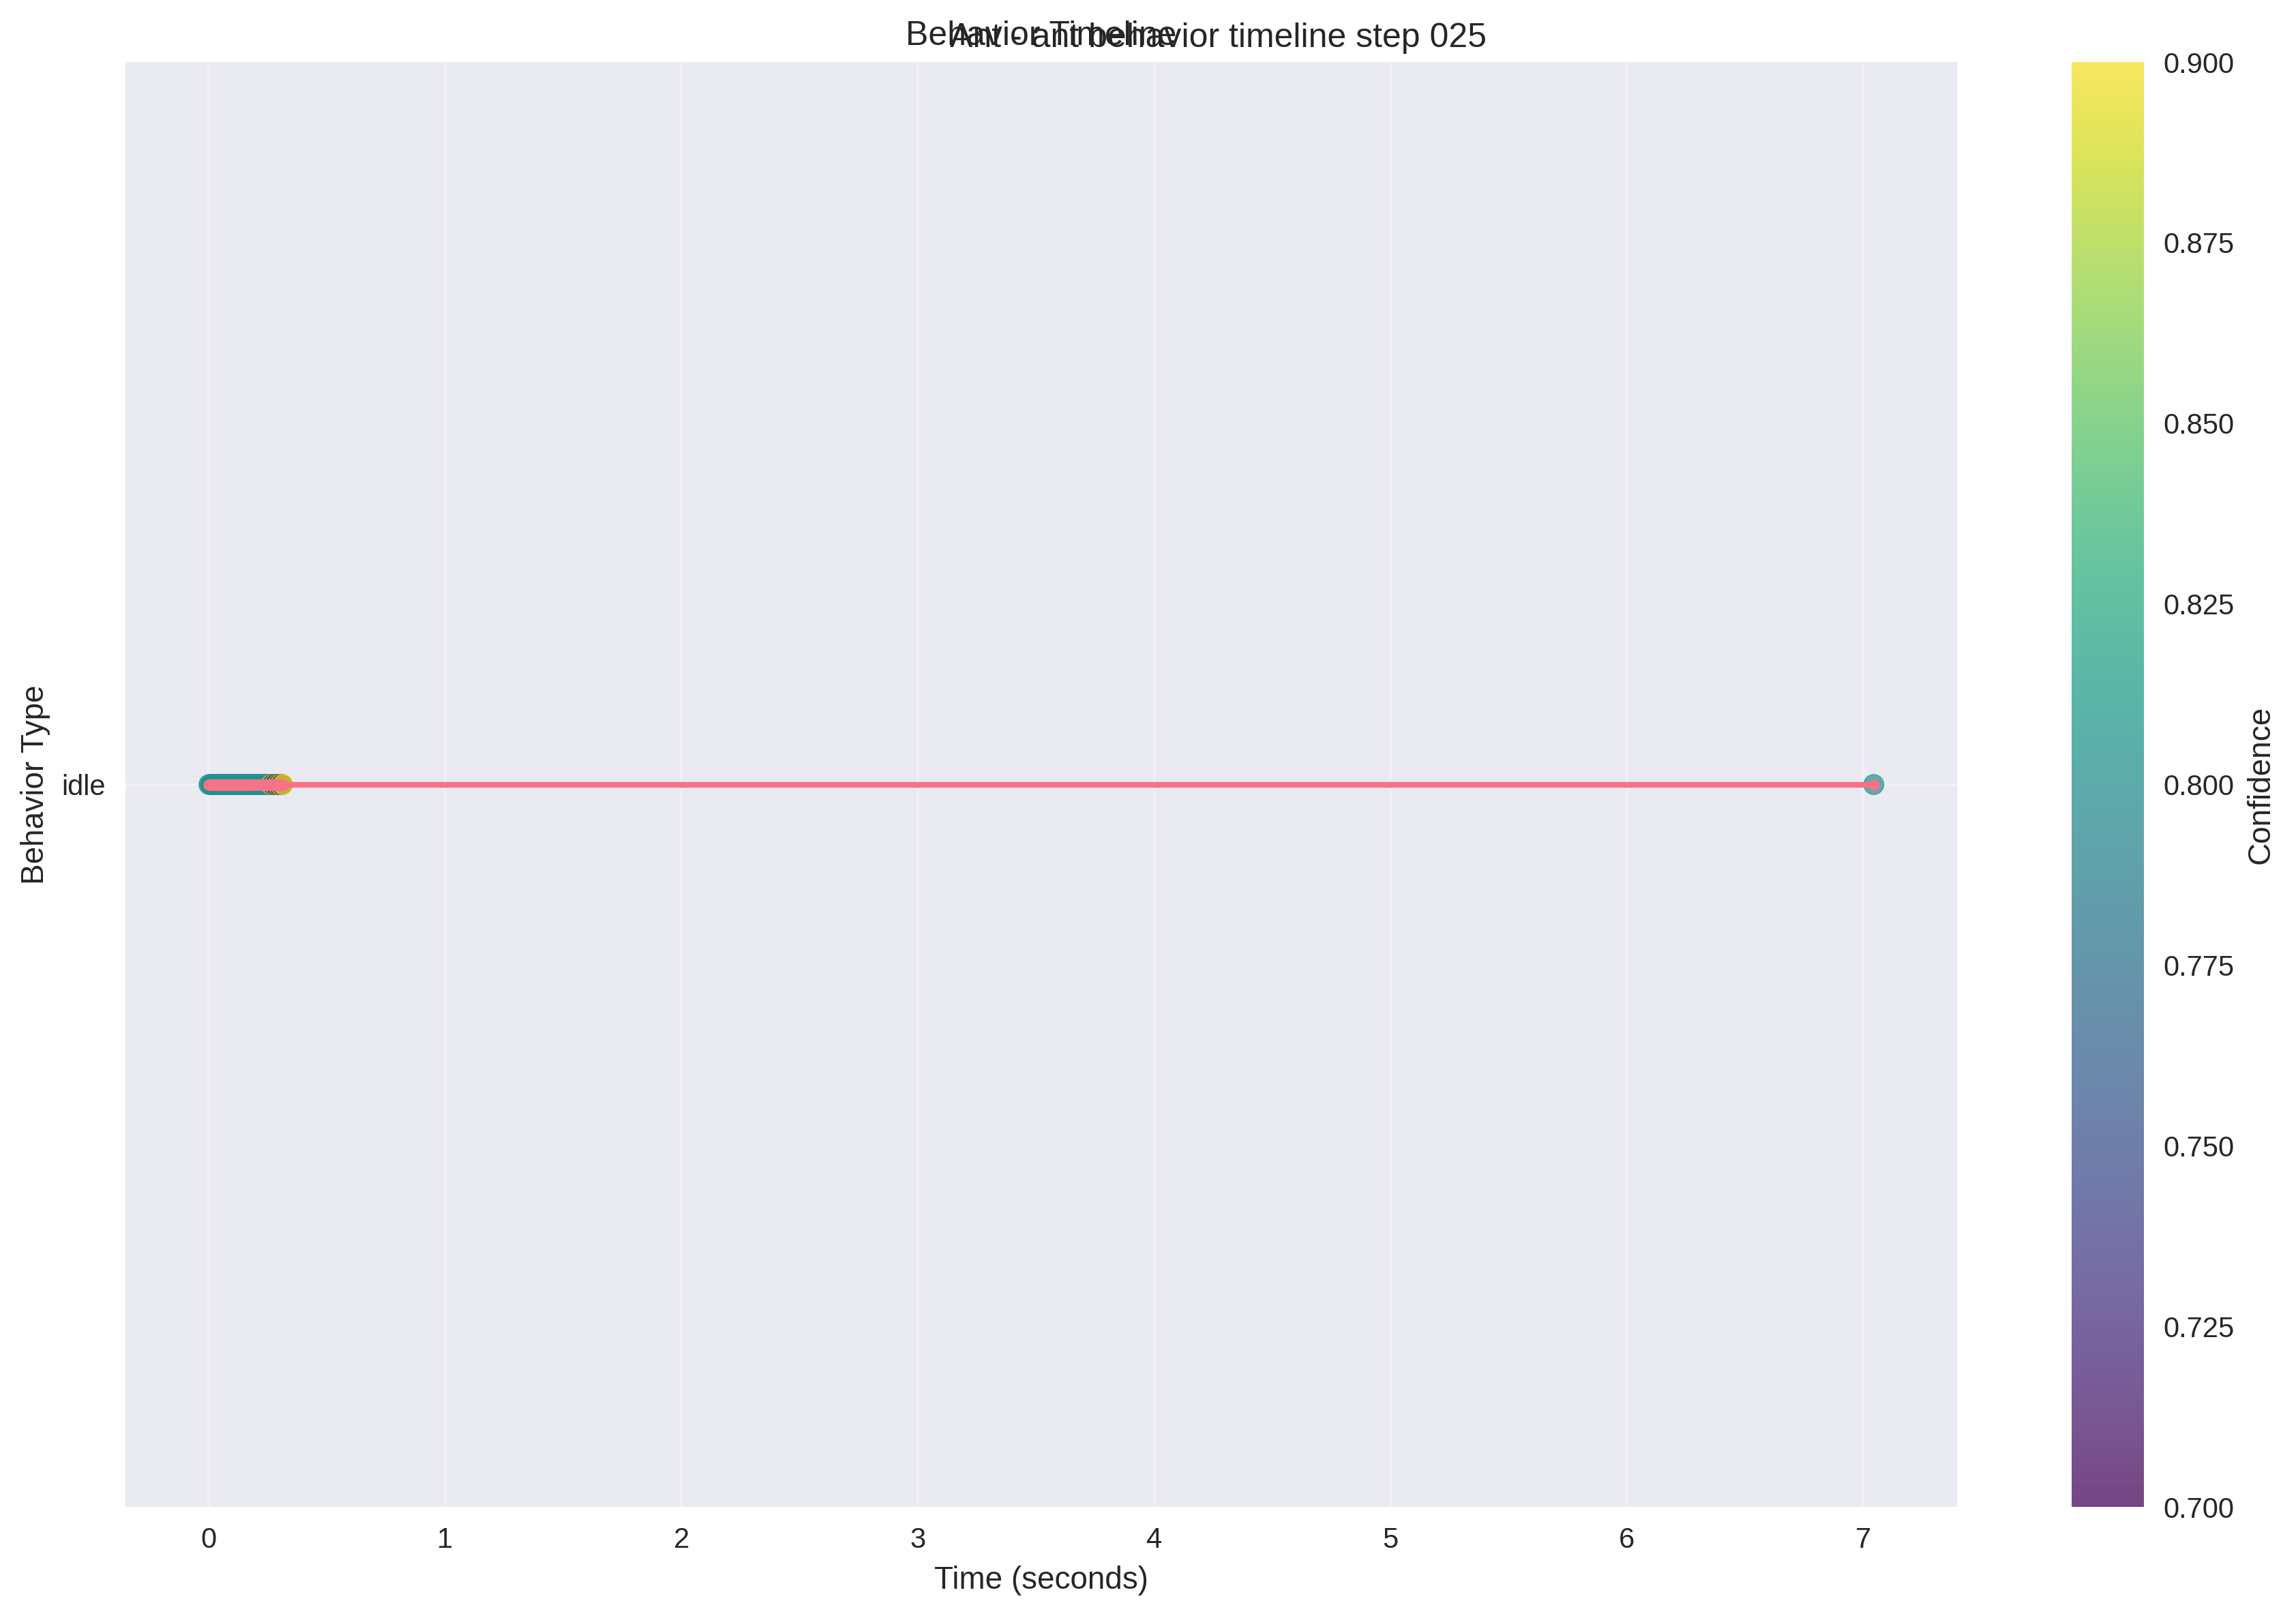 Behavior Timeline
Ant - ant behavior timeline step 025
Behavior Type
idle
0 1 2 3 4 5 6 7
Time (seconds)
0.900
0.875
0.850
0.825
0.800
0.775
0.750
0.725
0.700
Confidence